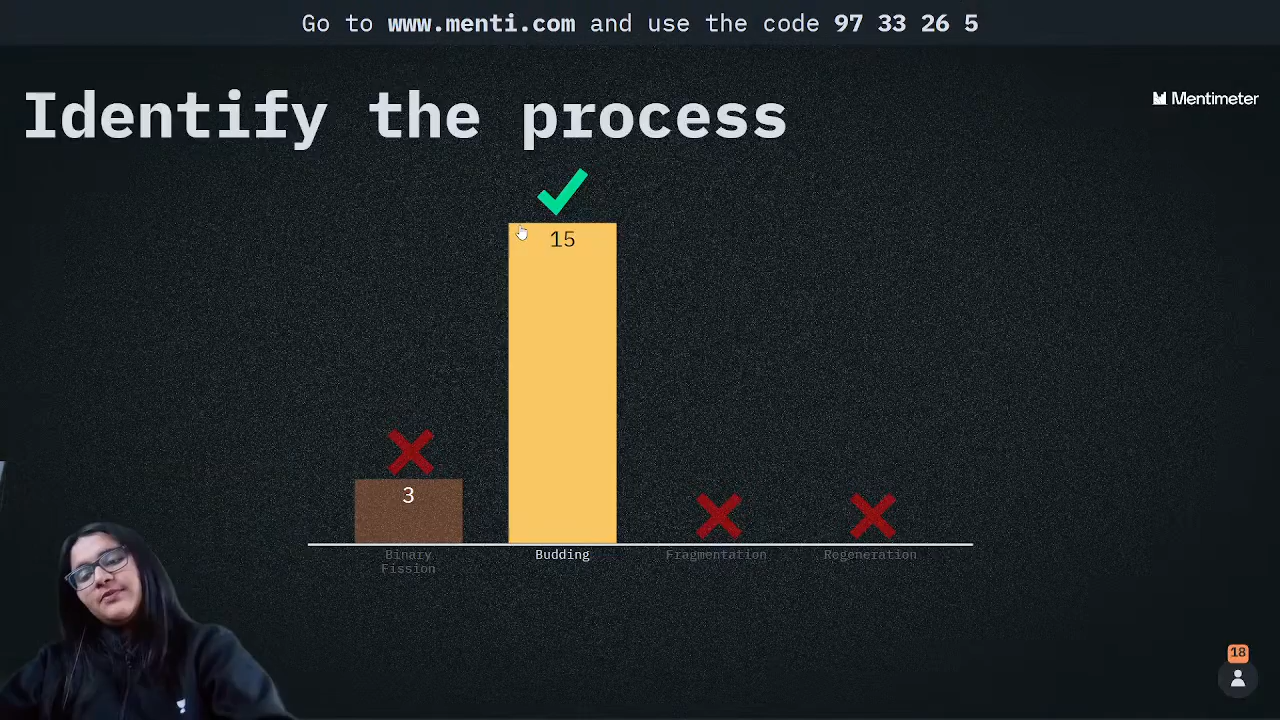 Go to www.menti.com and use the code 97 33 26 5
Identify the process
Mentimeter
15
3
Binary
Fission
Budding
Fragmentation
Regeneration
18